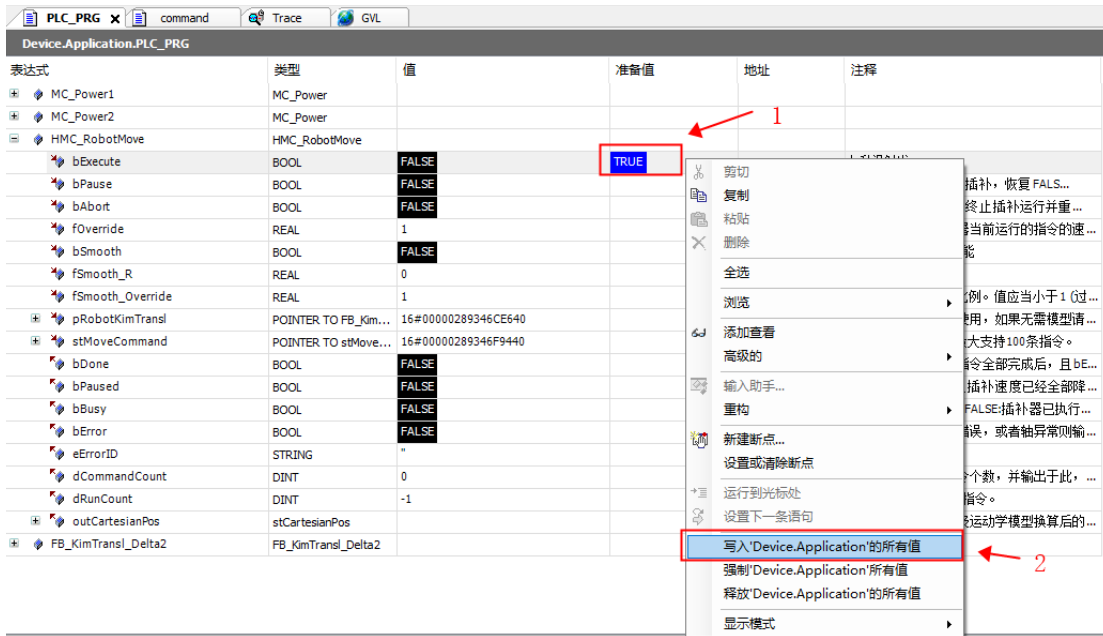 PLC_PRG command Trace GVL
Device.Application.PLC_PRG
表达式 类型 值 准备值 地址 注释
MC_Power1 MC_Power
MC_Power2 MC_Power
1
HMC_RobotMove HMC_RobotMove
bExecute BOOL FALSE TRUE
剪切
bPause BOOL FALSE 插补，恢复 FALS...
复制
bAbort BOOL FALSE 终止插补运行并重...
粘贴
fOverride REAL 1 当前运行的指令的速...
删除
bSmooth BOOL FALSE 能
全选
fSmooth_R REAL 0
fSmooth_Override REAL 1 例。值应当小于1 (过...
浏览
pRobotKimTransl POINTER TO FB_Kim... 16#00000289346CE640 使用，如果无需模型请...
添加查看
stMoveCommand POINTER TO stMove... 16#00000289346F9440 大支持100条指令。
高级的
bDone BOOL FALSE 指令全部完成后，且 bE...
输入助手...
bPaused BOOL FALSE 插补速度已经全部降...
重构
bBusy BOOL FALSE FALSE:插补器已执行...
bError BOOL FALSE 错误，或者轴异常则输...
新建断点...
eErrorID STRING ''
设置或清除断点
dCommandCount DINT 0 个数，并输出于此，...
运行到光标处
dRunCount DINT -1 指令。
设置下一条语句
outCartesianPos stCartesianPos 运动学模型换算后的...
FB_KimTransl_Delta2 FB_KimTransl_Delta2
写入'Device.Application'的所有值
2
强制'Device.Application'所有值
释放'Device.Application'的所有值
显示模式